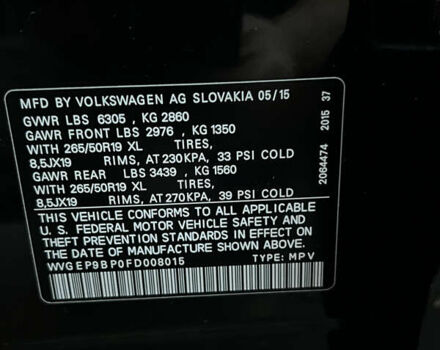 MFD BY VOLKSWAGEN AG SLOVAKIA 05/15
GVWR LBS 6305 , KG 2860
GAWR FRONT LBS 2976 , KG 1350
WITH 265/50R19 XL TIRES,
8,5JX19 RIMS, AT 230KPA, 33 PSI COLD
GAWR REAR LBS 3439 , KG 1560
WITH 265/50R19 XL TIRES,
8,5JX19 RIMS, AT 270KPA, 39 PSI COLD
THIS VEHICLE CONFORMS TO ALL APPLICABLE
U. S. FEDERAL MOTOR VEHICLE SAFETY AND
THEFT PREVENTION STANDARDS IN EFFECT ON
THE DATE OF MANUFACTURE SHOWN ABOVE.
WVGEP9BP0FD008015 TYPE: MPV
2064474 2015 37